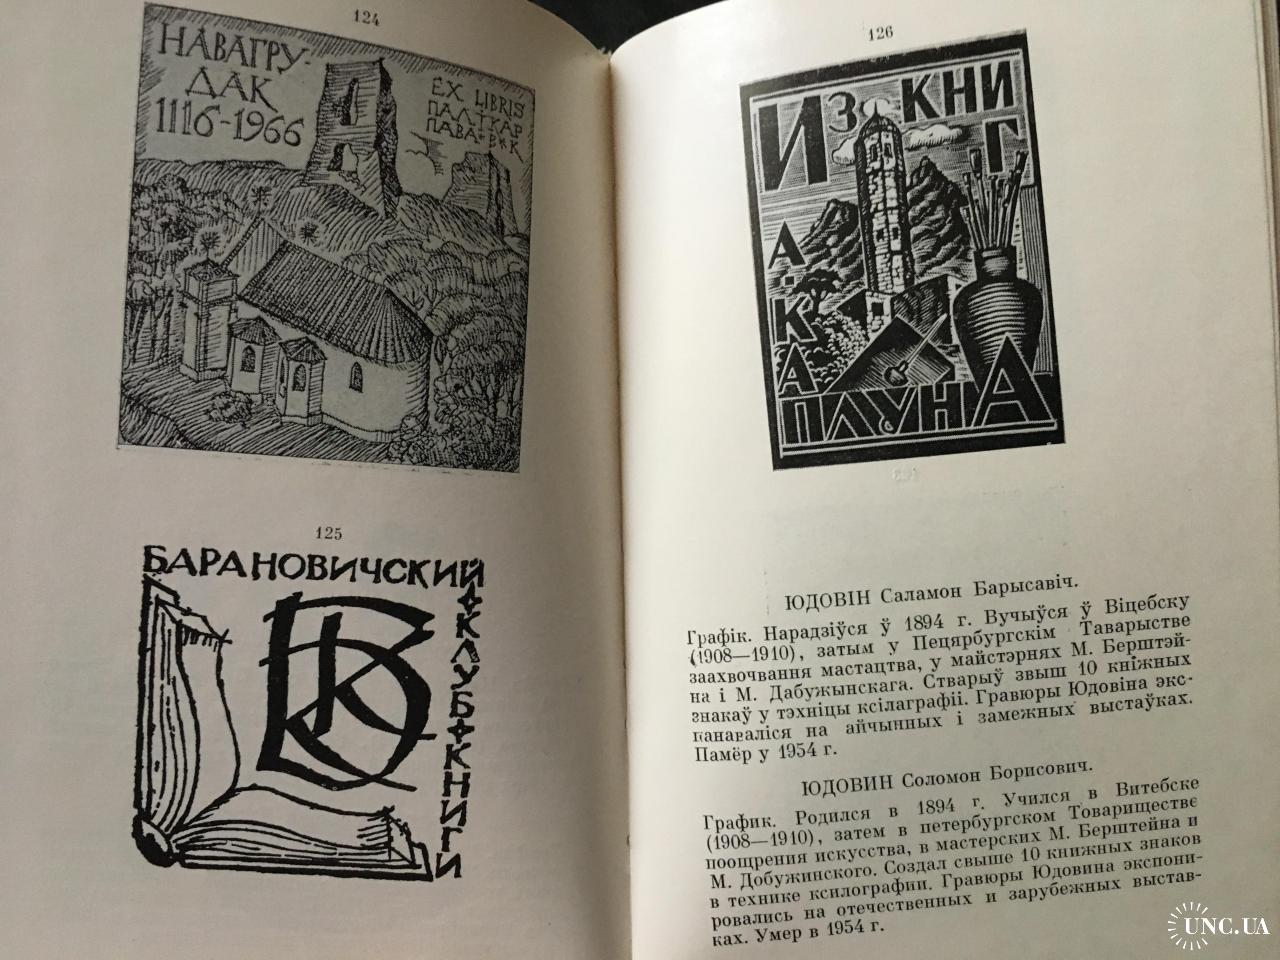 124
НАВАГРУ-
ДАК
1116-1966
EX LIBRIS
ПАЛ.ТКАР
ПАВА*В*К
125
БАРАНОВИЧСКИЙ
КЛУБ КНИГИ
БК
126
ИЗ КНИГ
А. КАПЛУНА
ЮДОВІН Саламон Барысавіч.
Графік. Нарадзіўся ў 1894 г. Вучыўся ў Віцебску
(1908—1910), затым у Пецярбургскім Таварыстве
заахвочвання мастацтва, у майстэрнях М. Берштэй-
на і М. Дабужынскага. Стварыў звыш 10 кніжных
знакаў у тэхніцы ксілаграфіі. Гравюры Юдовіна экс-
панаваліся на айчынных і замежных выстаўках.
Памёр у 1954 г.
ЮДОВИН Соломон Борисович.
График. Родился в 1894 г. Учился в Витебске
(1908—1910), затем в петербургском Товариществе
поощрения искусства, в мастерских М. Берштейна и
М. Добужинского. Создал свыше 10 книжных знаков
в технике ксилографии. Гравюры Юдовина экспони-
ровались на отечественных и зарубежных выстав-
ках. Умер в 1954 г.
UNC.UA